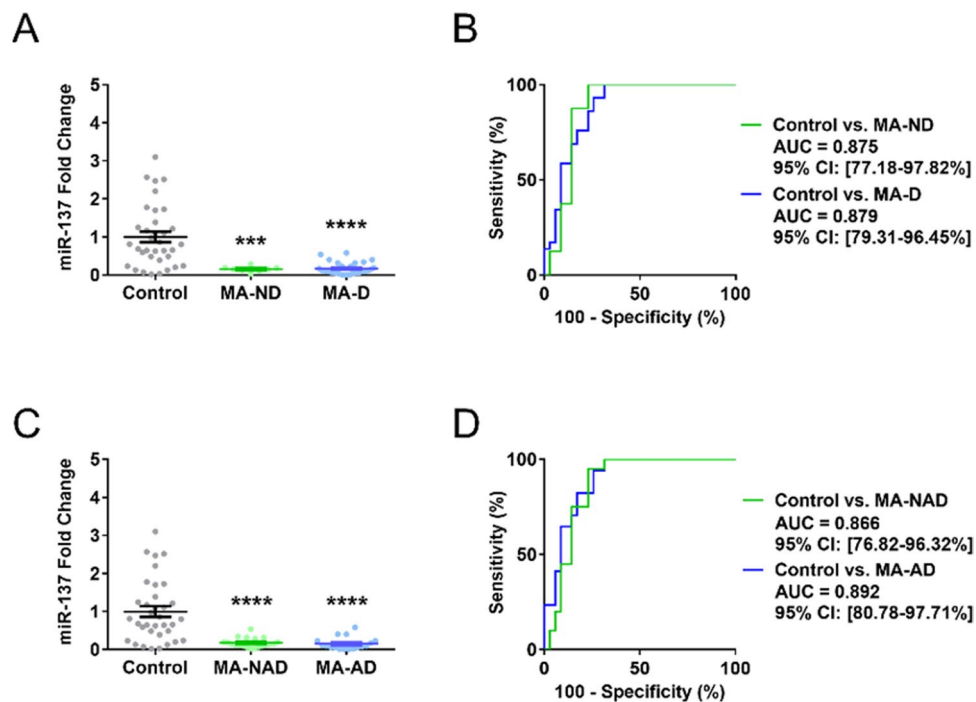 A
miR-137 Fold Change
5
4
3
2
1
0
***
****
Control
MA-ND
MA-D
B
Sensitivity (%)
100
50
0
0
50
100
100 - Specificity (%)
Control vs. MA-ND
AUC = 0.875
95% CI: [77.18-97.82%]
Control vs. MA-D
AUC = 0.879
95% CI: [79.31-96.45%]
C
miR-137 Fold Change
5
4
3
2
1
0
****
****
Control
MA-NAD
MA-AD
D
Sensitivity (%)
100
50
0
0
50
100
100 - Specificity (%)
Control vs. MA-NAD
AUC = 0.866
95% CI: [76.82-96.32%]
Control vs. MA-AD
AUC = 0.892
95% CI: [80.78-97.71%]